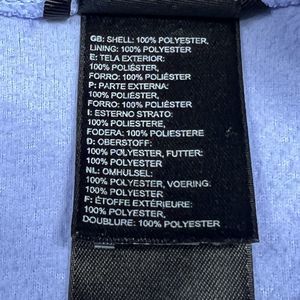 GB: SHELL: 100% POLYESTER,
LINING: 100% POLYESTER
E: TELA EXTERIOR:
100% POLIÉSTER,
FORRO: 100% POLIÉSTER
P: PARTE EXTERNA:
100% POLIÉSTER,
FORRO: 100% POLIÉSTER
I: ESTERNO STRATO:
100% POLIESTERE,
FODERA: 100% POLIESTERE
D: OBERSTOFF:
100% POLYESTER, FUTTER:
100% POLYESTER
NL: OMHULSEL:
100% POLYESTER, VOERING:
100% POLYESTER
F: ÉTOFFE EXTÉRIEUR:
100% POLYESTER,
DOUBLURE: 100% POLYESTER